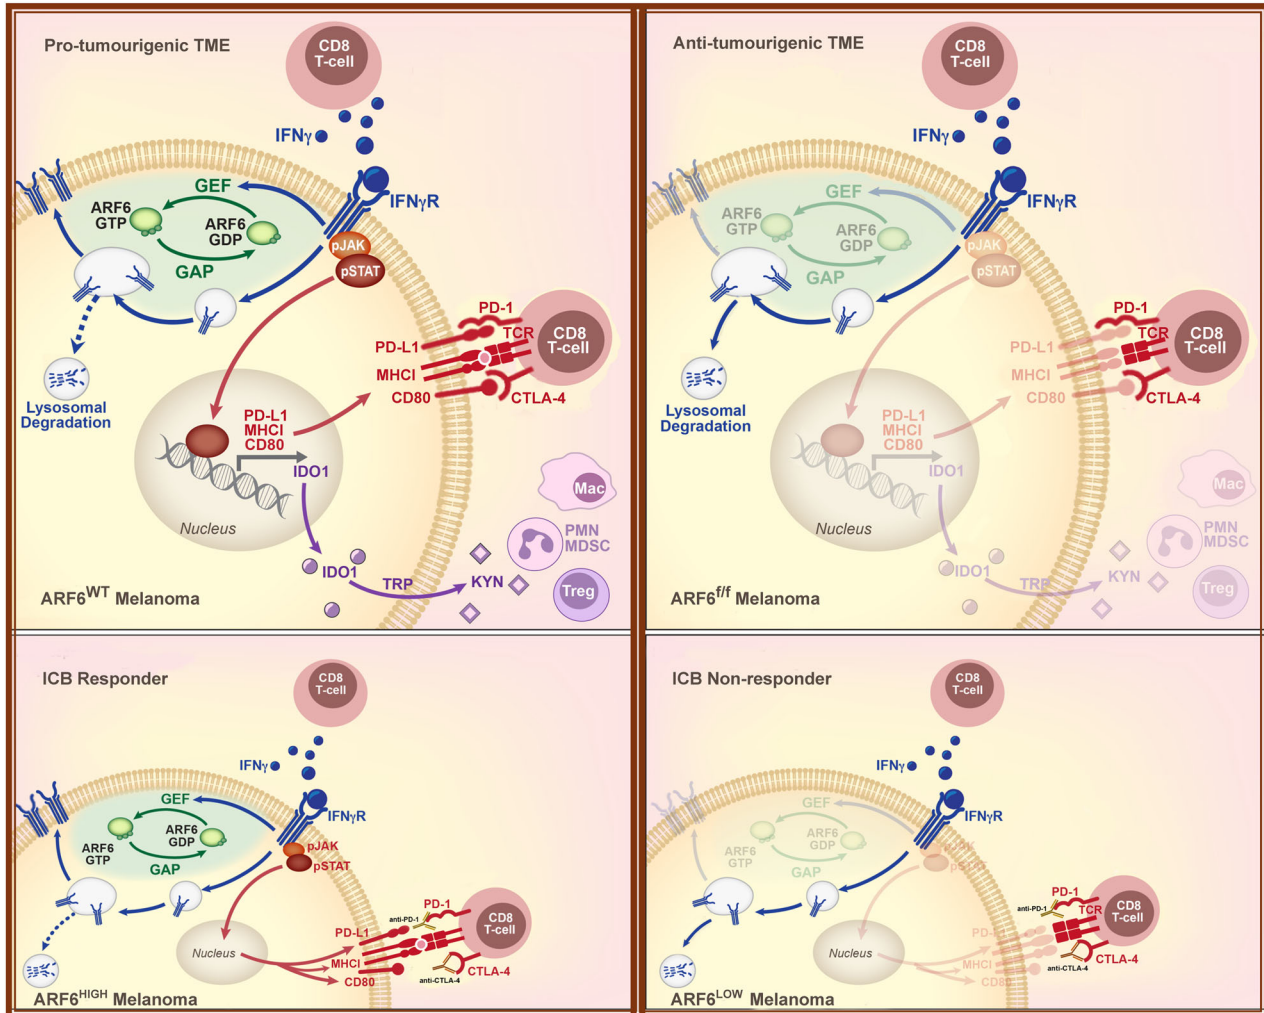 Pro-tumourigenic TME
CD8
T-cell
IFNγ
IFNγR
GEF
ARF6
GTP
ARF6
GDP
GAP
pJAK
pSTAT
Lysosomal
Degradation
PD-1
TCR
CD8
T-cell
PD-L1
MHCI
CD80
CTLA-4
PD-L1
MHCI
CD80
IDO1
Nucleus
IDO1
TRP
KYN
Mac
PMN
MDSC
Treg
ARF6WT Melanoma
Anti-tumourigenic TME
CD8
T-cell
IFNγ
IFNγR
GEF
ARF6
GTP
ARF6
GDP
GAP
pJAK
pSTAT
Lysosomal
Degradation
PD-1
TCR
CD8
T-cell
PD-L1
MHCI
CD80
CTLA-4
PD-L1
MHCI
CD80
IDO1
Nucleus
IDO1
TRP
KYN
Mac
PMN
MDSC
Treg
ARF6f/f Melanoma
ICB Responder
CD8
T-cell
IFNγ
IFNγR
GEF
ARF6
GTP
ARF6
GDP
GAP
pJAK
pSTAT
Nucleus
anti-PD-1
PD-1
CD8
T-cell
PD-L1
MHCI
CD80
CTLA-4
anti-CTLA-4
ARF6HIGH Melanoma
ICB Non-responder
CD8
T-cell
IFNγ
IFNγR
GEF
ARF6
GTP
ARF6
GDP
GAP
pJAK
pSTAT
Nucleus
anti-PD-1
PD-1
TCR
CD8
T-cell
PD-L1
MHCI
CD80
CTLA-4
anti-CTLA-4
ARF6LOW Melanoma